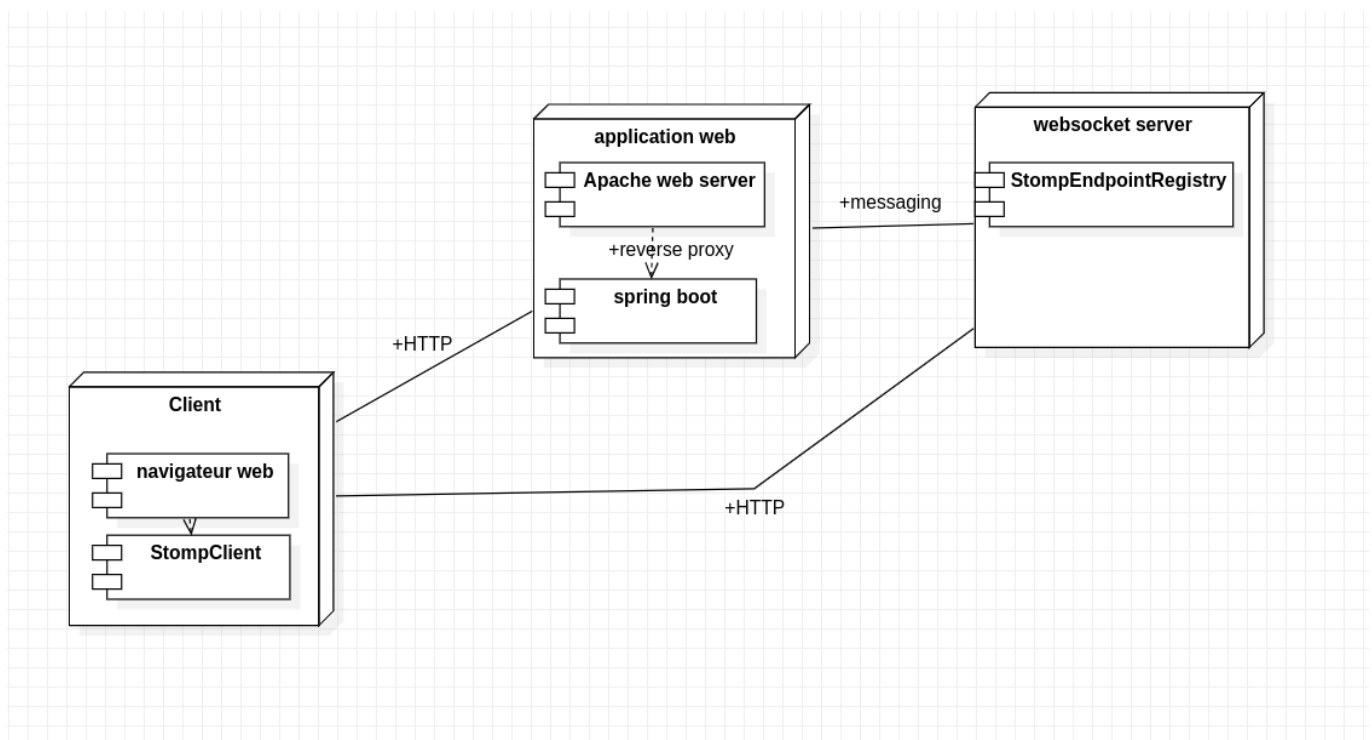 application web
Apache web server
+reverse proxy
spring boot
websocket server
StompEndpointRegistry
+messaging
+HTTP
Client
navigateur web
StompClient
+HTTP